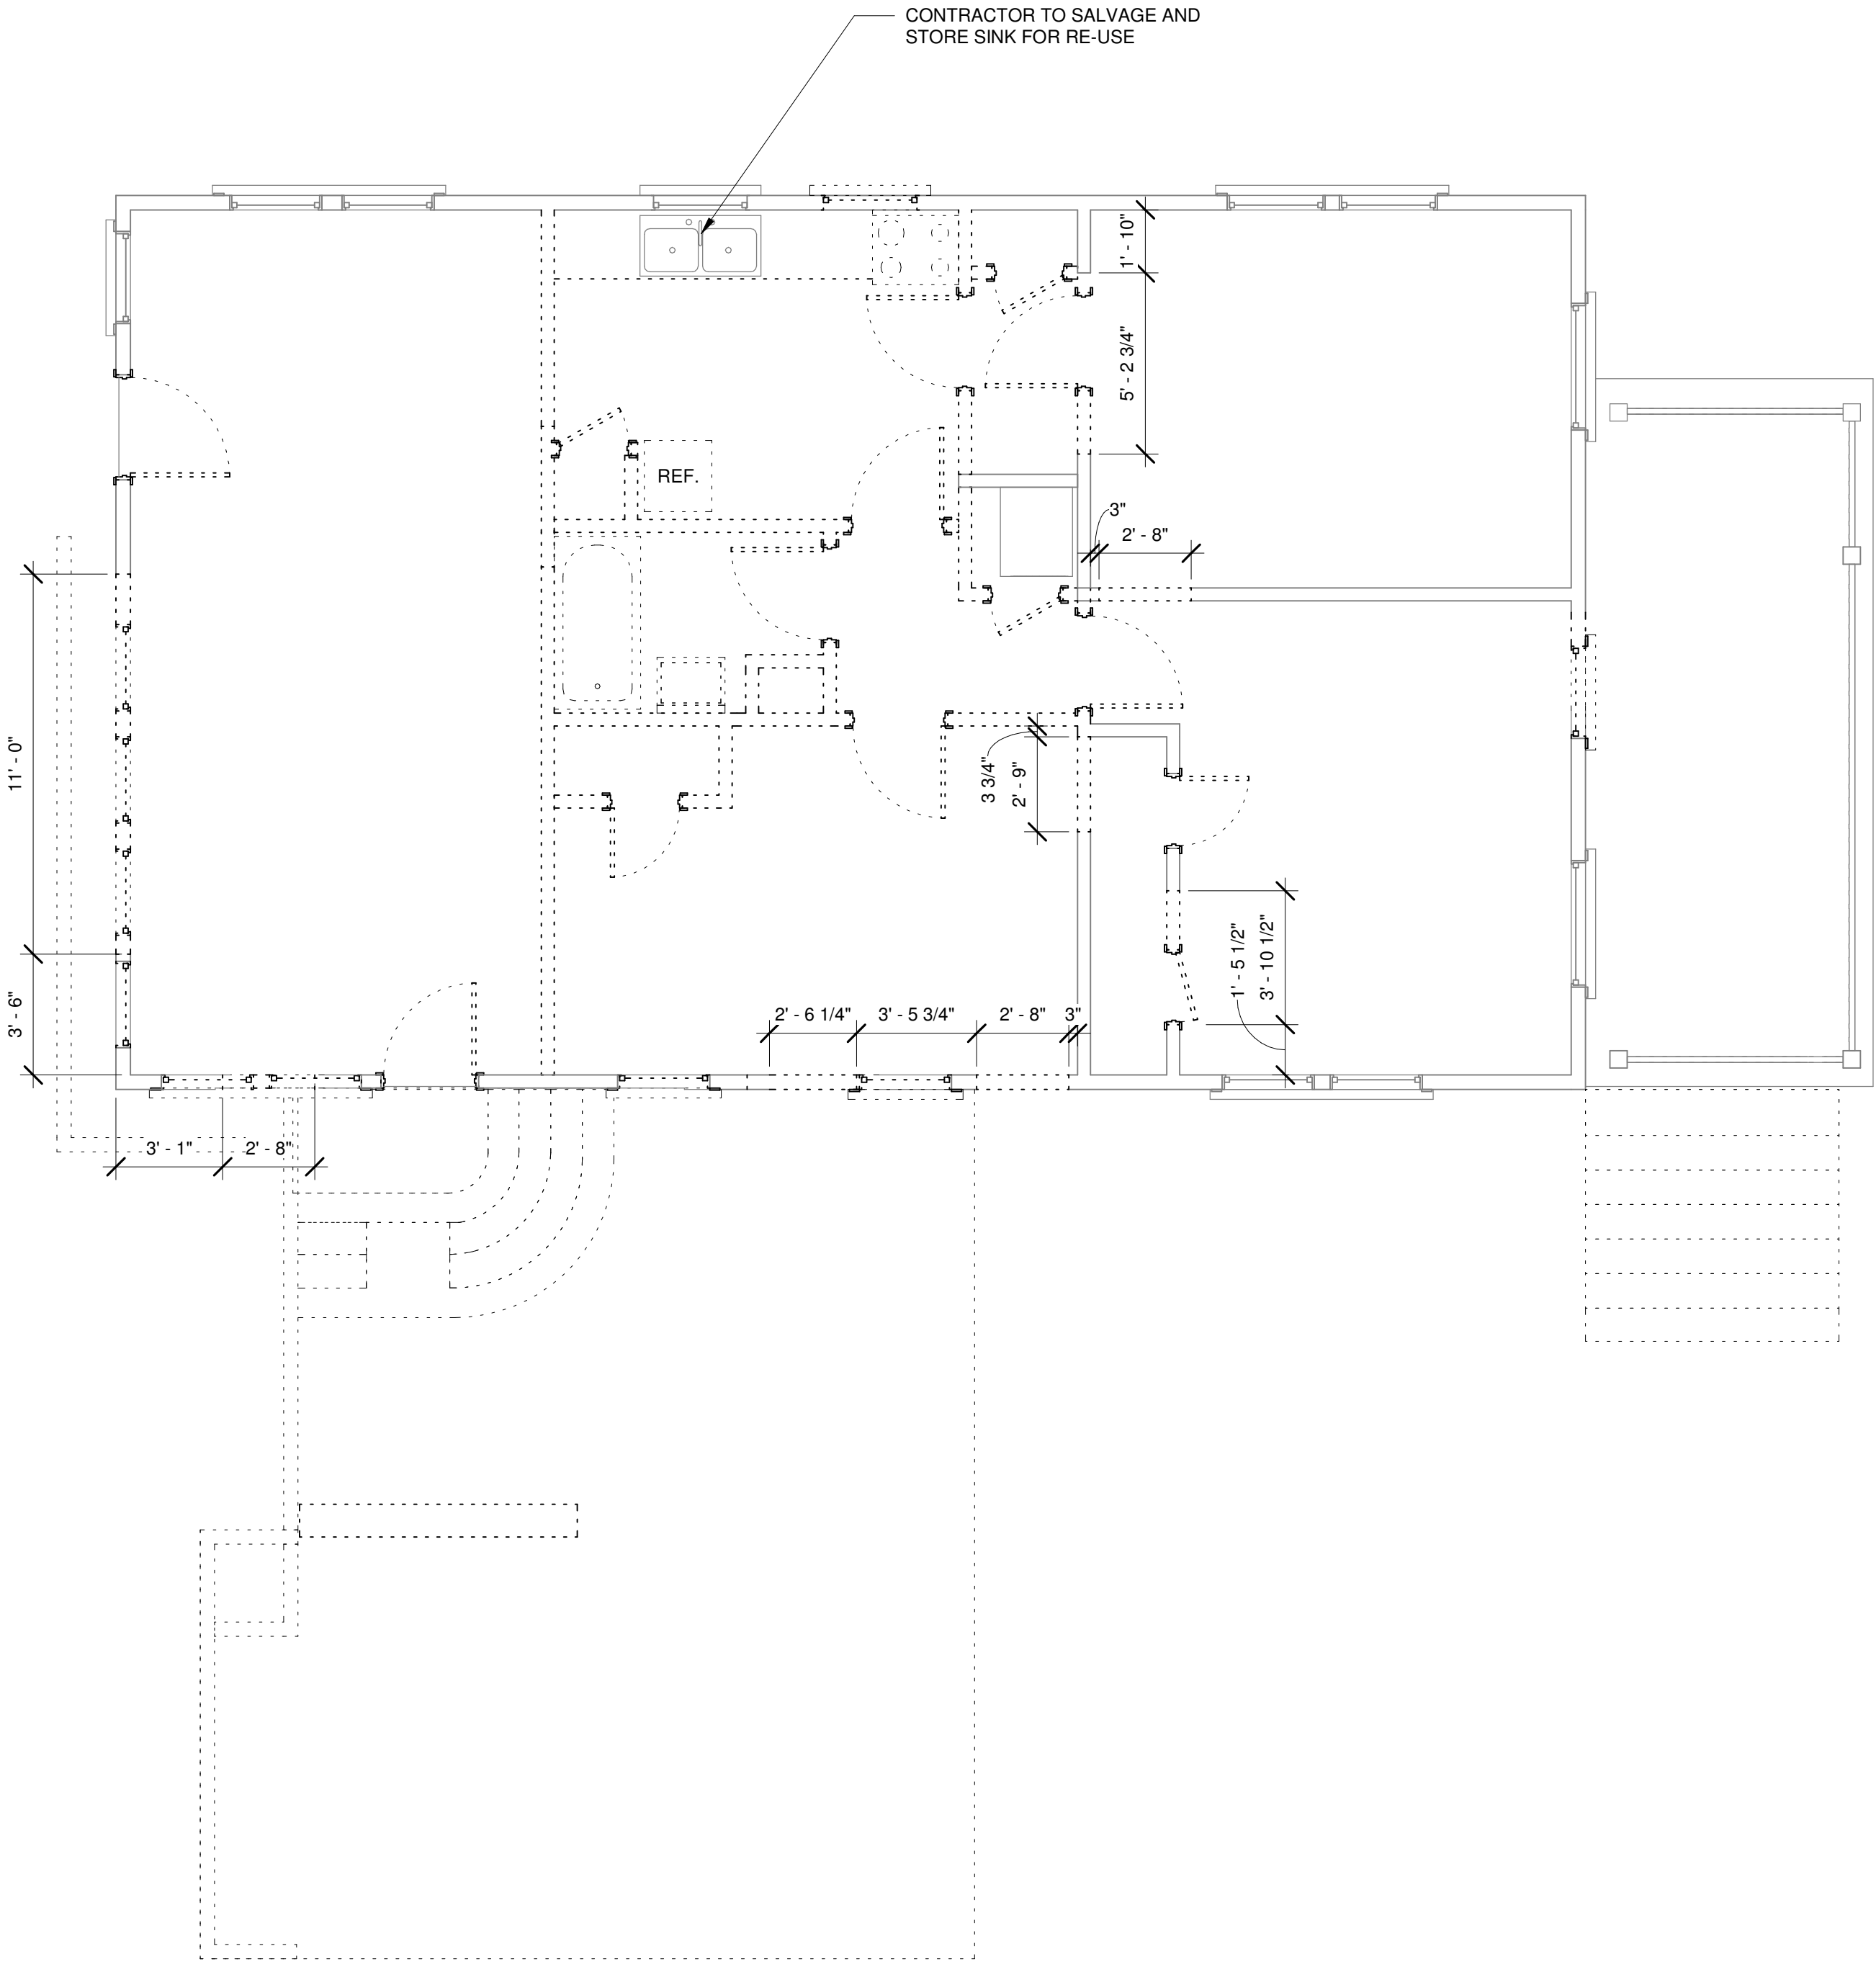 CONTRACTOR TO SALVAGE AND
STORE SINK FOR RE-USE
1' - 10"
5' - 2 3/4"
REF.
3"
2' - 8"
11' - 0"
3 3/4"
2' - 9"
1' - 5 1/2"
3' - 10 1/2"
3' - 6"
2' - 6 1/4"
3' - 5 3/4"
2' - 8"
3"
3' - 1"
2' - 8"